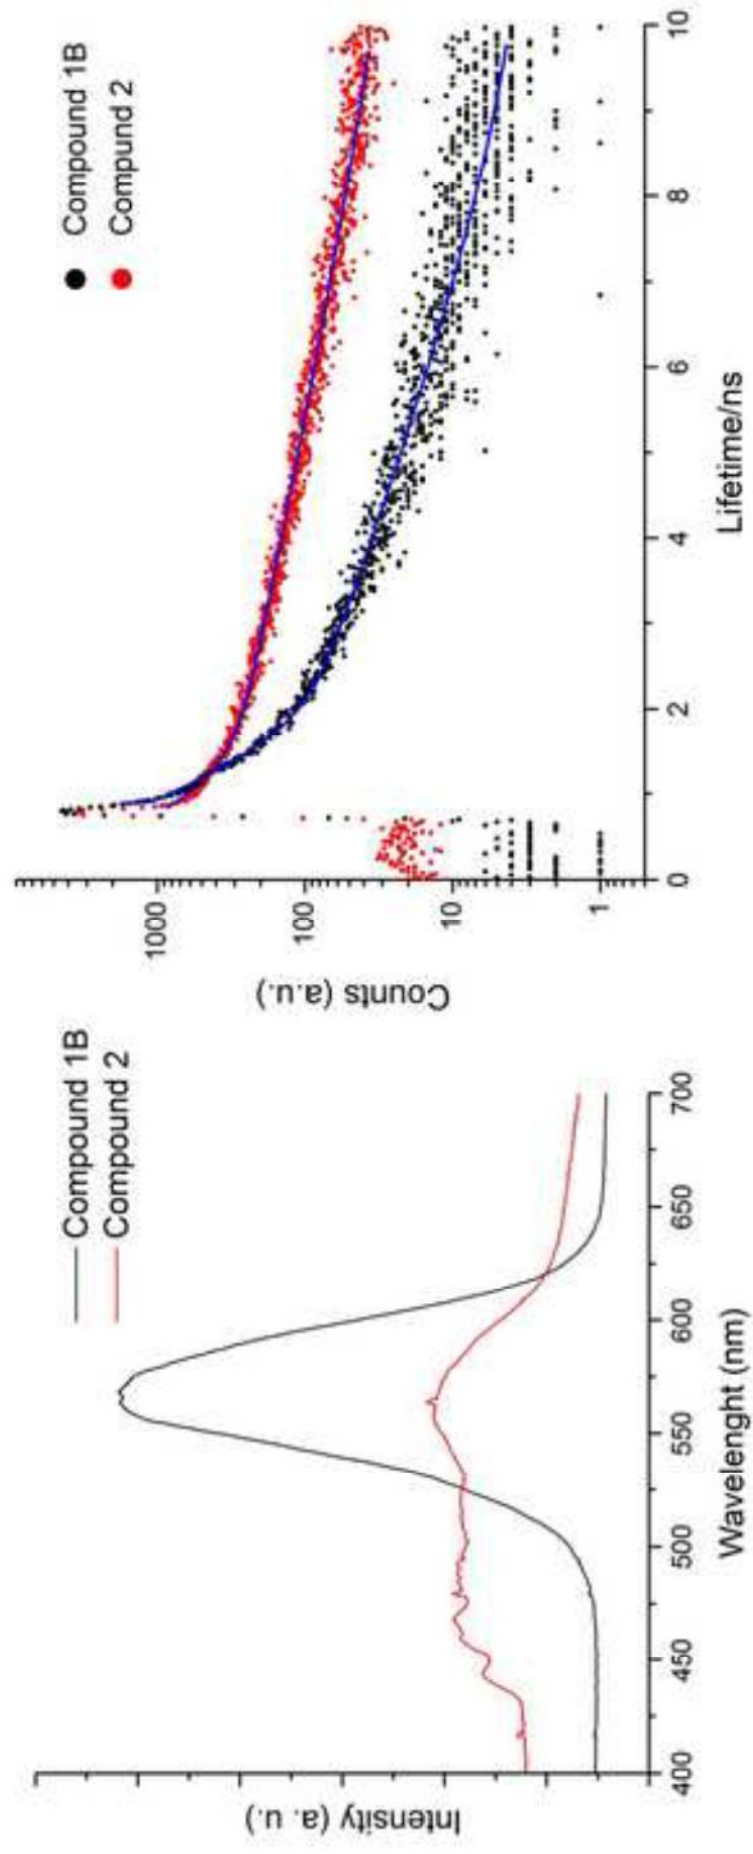 Compound 1B
Compound 2
Intensity (a. u.)
400
450
500
550
600
650
700
Wavelenght (nm)
Compound 1B
Compund 2
Counts (a.u.)
1000
100
10
1
0
2
4
6
8
10
Lifetime/ns